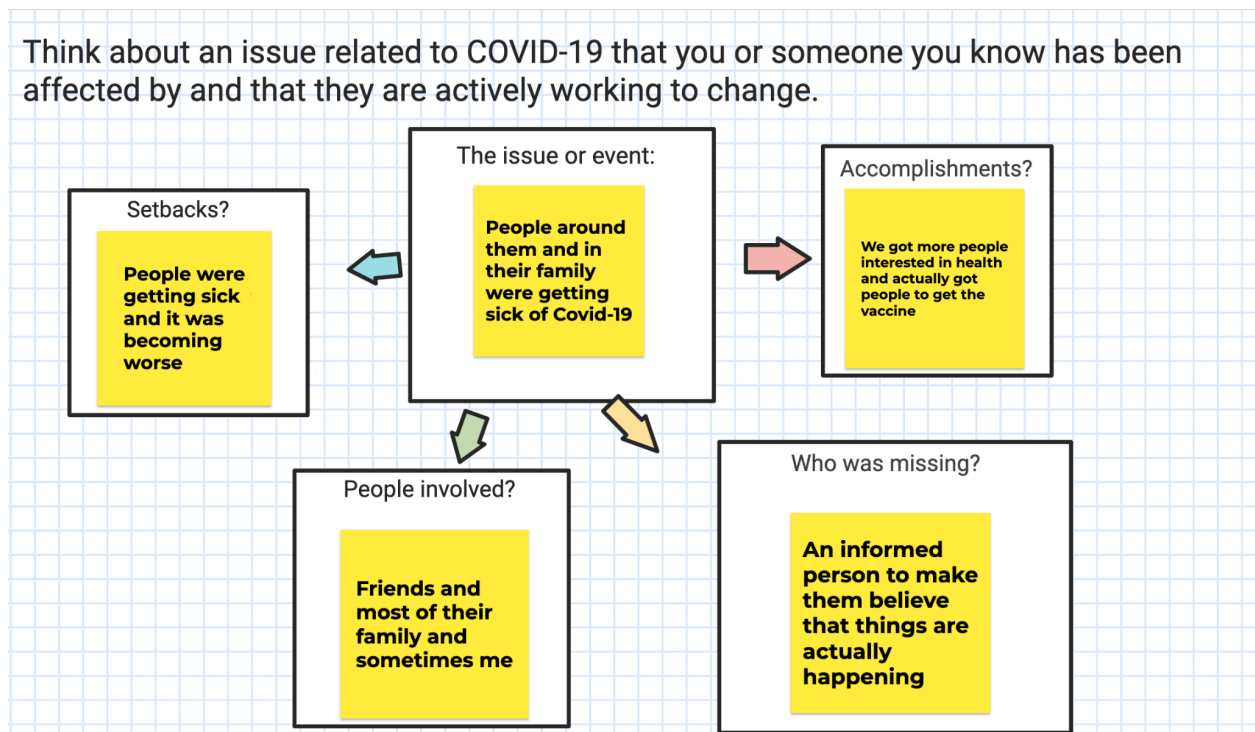 Think about an issue related to COVID-19 that you or someone you know has been
affected by and that they are actively working to change.
The issue or event:
People around
them and in
their family
were getting
sick of Covid-19
Accomplishments?
We got more people
interested in health
and actually got
people to get the
vaccine
Setbacks?
People were
getting sick
and it was
becoming
worse
People involved?
Friends and
most of their
family and
sometimes me
Who was missing?
An informed
person to make
them believe
that things are
actually
happening